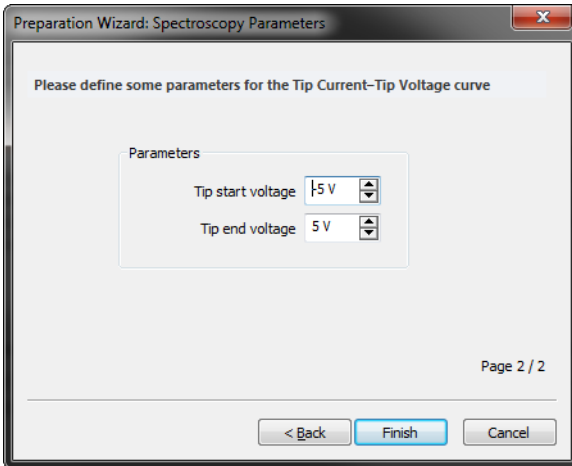 Preparation Wizard: Spectroscopy Parameters
Please define some parameters for the Tip Current–Tip Voltage curve
Parameters
Tip start voltage -5 V
Tip end voltage 5 V
Page 2 / 2
< Back Finish Cancel